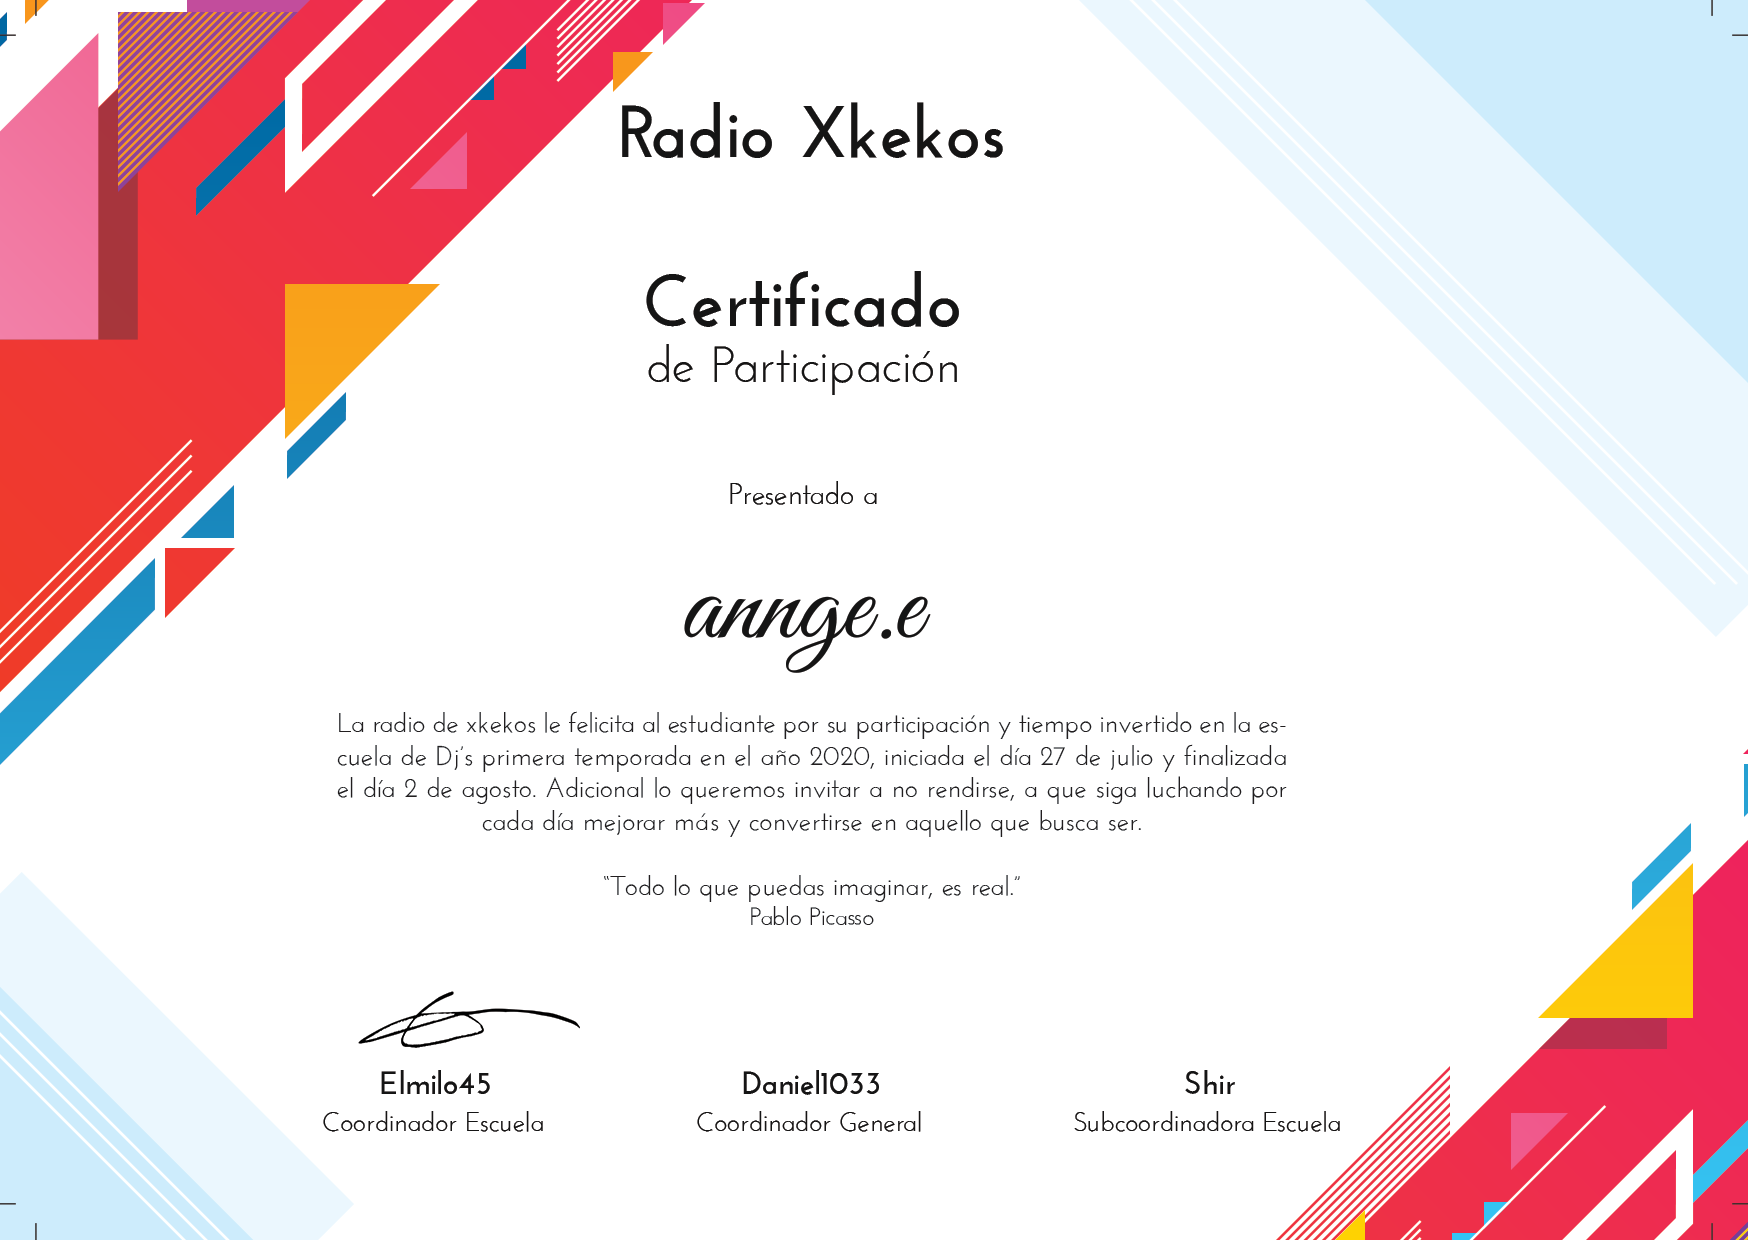 Radio Xkekos
Certificado
de Participación
Presentado a
annge.e
La radio de xkekos le felicita al estudiante por su participación y tiempo invertido en la es-
cuela de Dj's primera temporada en el año 2020, iniciada el día 27 de julio y finalizada
el día 2 de agosto. Adicional lo queremos invitar a no rendirse, a que siga luchando por
cada día mejorar más y convertirse en aquello que busca ser.
“Todo lo que puedas imaginar, es real.”
Pablo Picasso
Elmilo45
Coordinador Escuela
Daniel1033
Coordinador General
Shir
Subcoordinadora Escuela